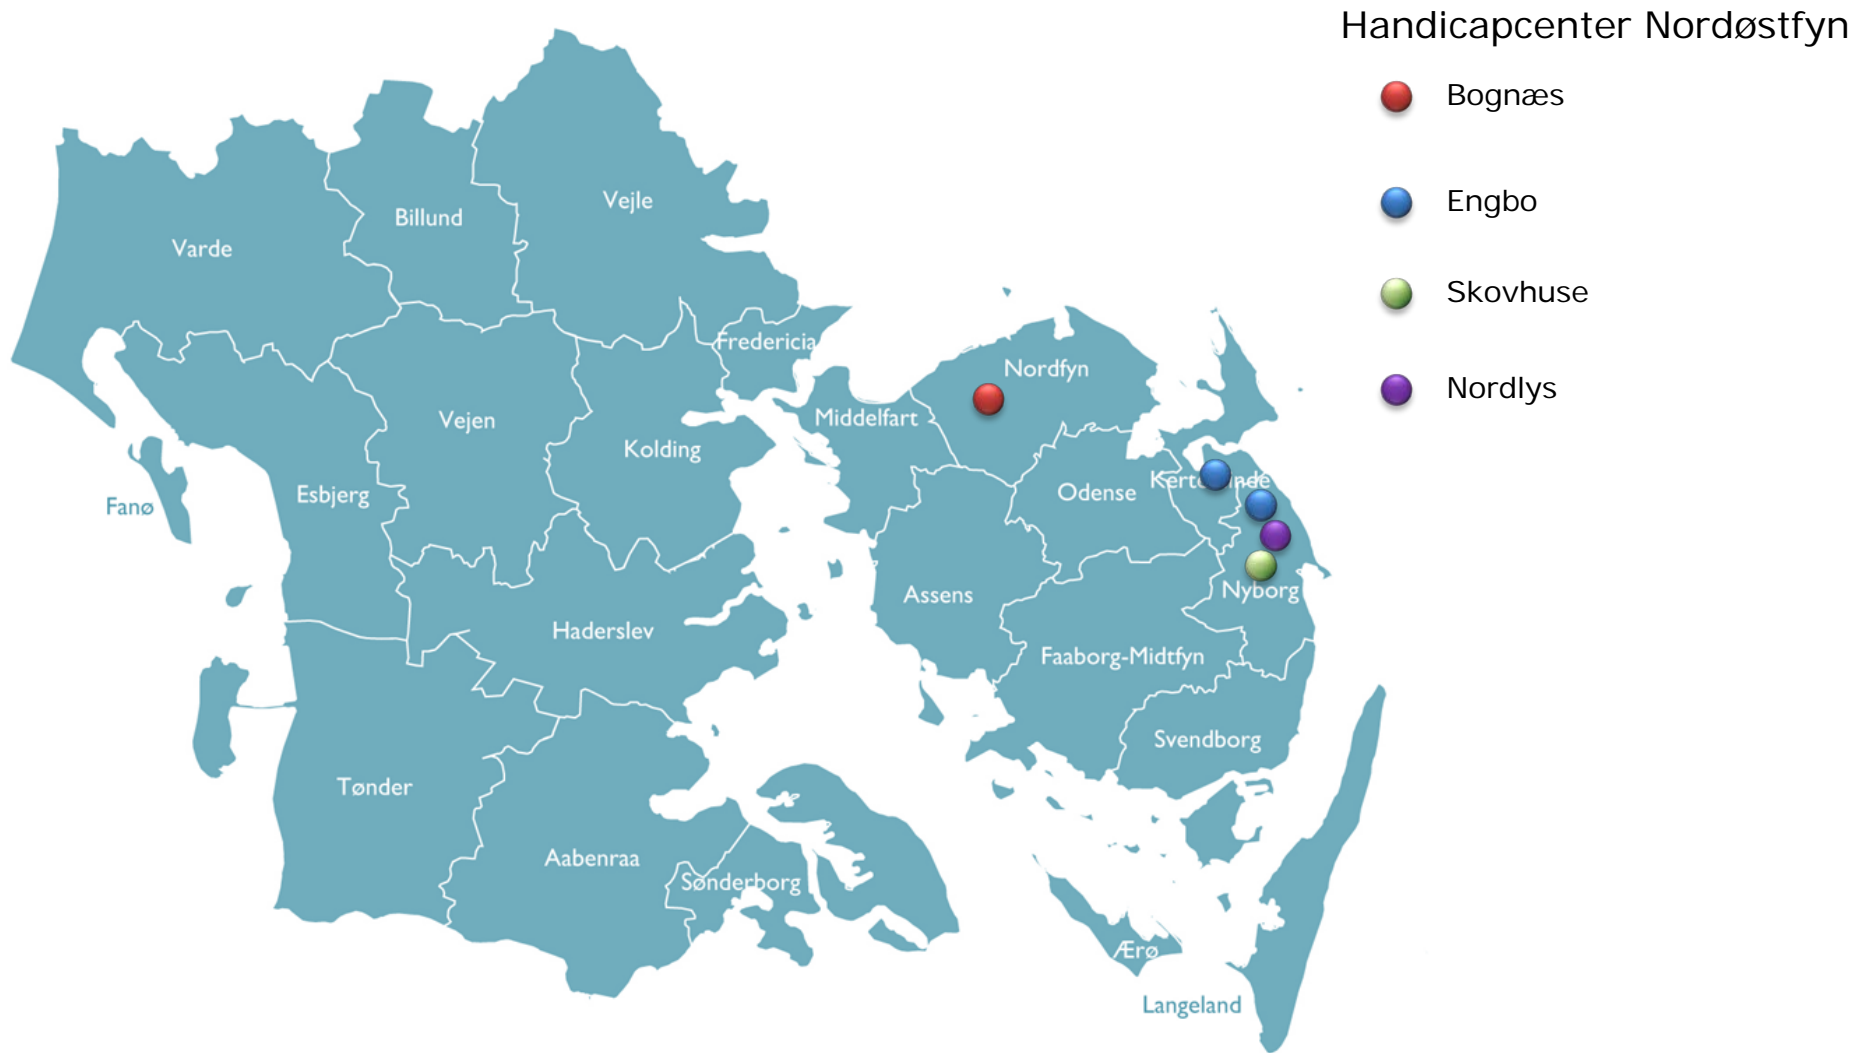 Handicapcenter Nordøstfyn
Bognæs
Engbo
Skovhuse
Nordlys
Vejle
Billund
Varde
Fredericia
Nordfyn
Middelfart
Vejen
Kolding
Odense
Esbjerg
Fanø
Assens
Nyborg
Haderslev
Faaborg-Midtfyn
Svendborg
Tønder
Aabenraa
Sønderborg
Ærø
Langeland